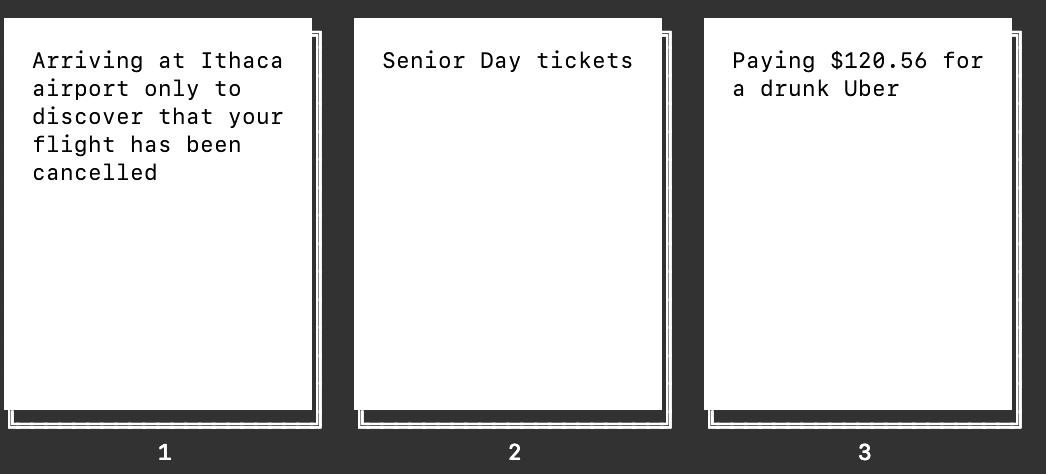 Arriving at Ithaca
airport only to
discover that your
flight has been
cancelled
Senior Day tickets
Paying $120.56 for
a drunk Uber
1
2
3